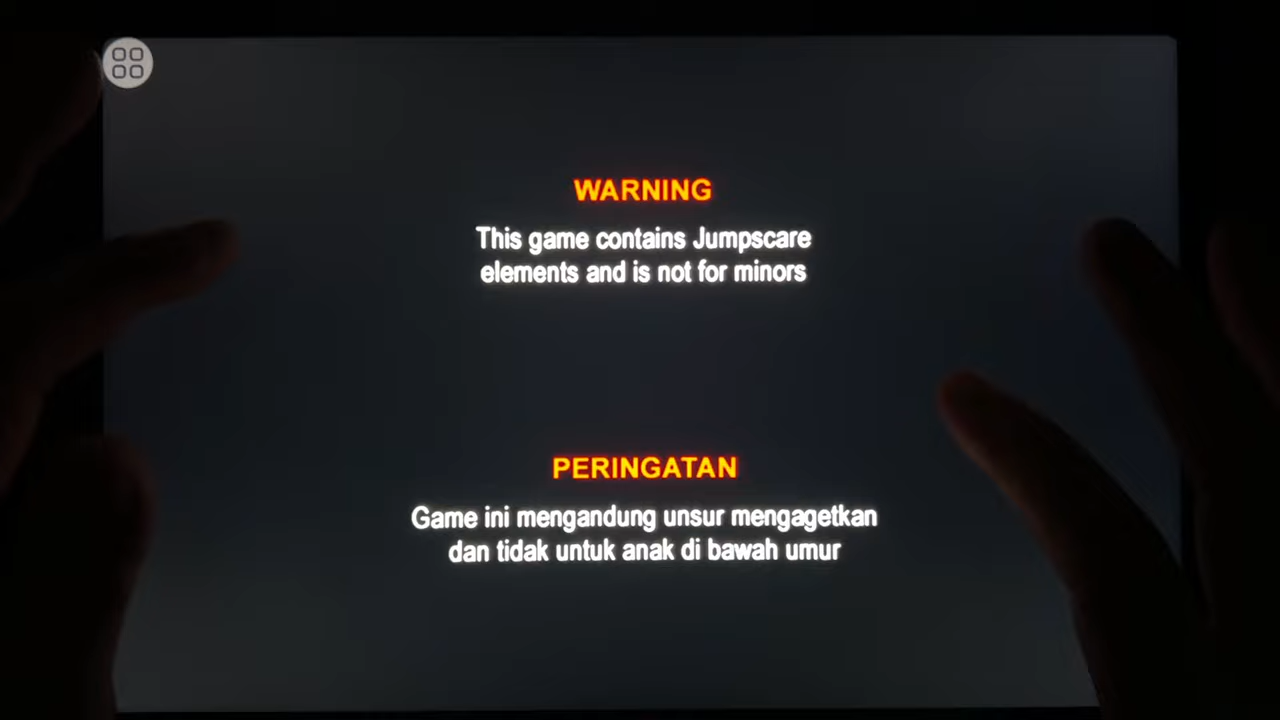 WARNING
This game contains Jumpscare
elements and is not for minors
PERINGATAN
Game ini mengandung unsur mengagetkan
dan tidak untuk anak di bawah umur